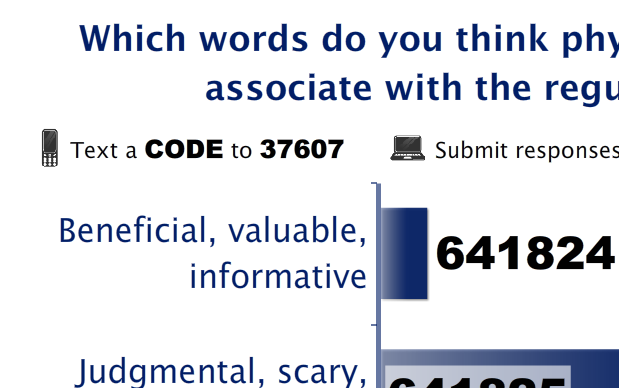 Which words do you think phy
associate with the regu
Text a CODE to 37607
Submit responses
Beneficial, valuable,
informative
641824
Judgmental, scary,